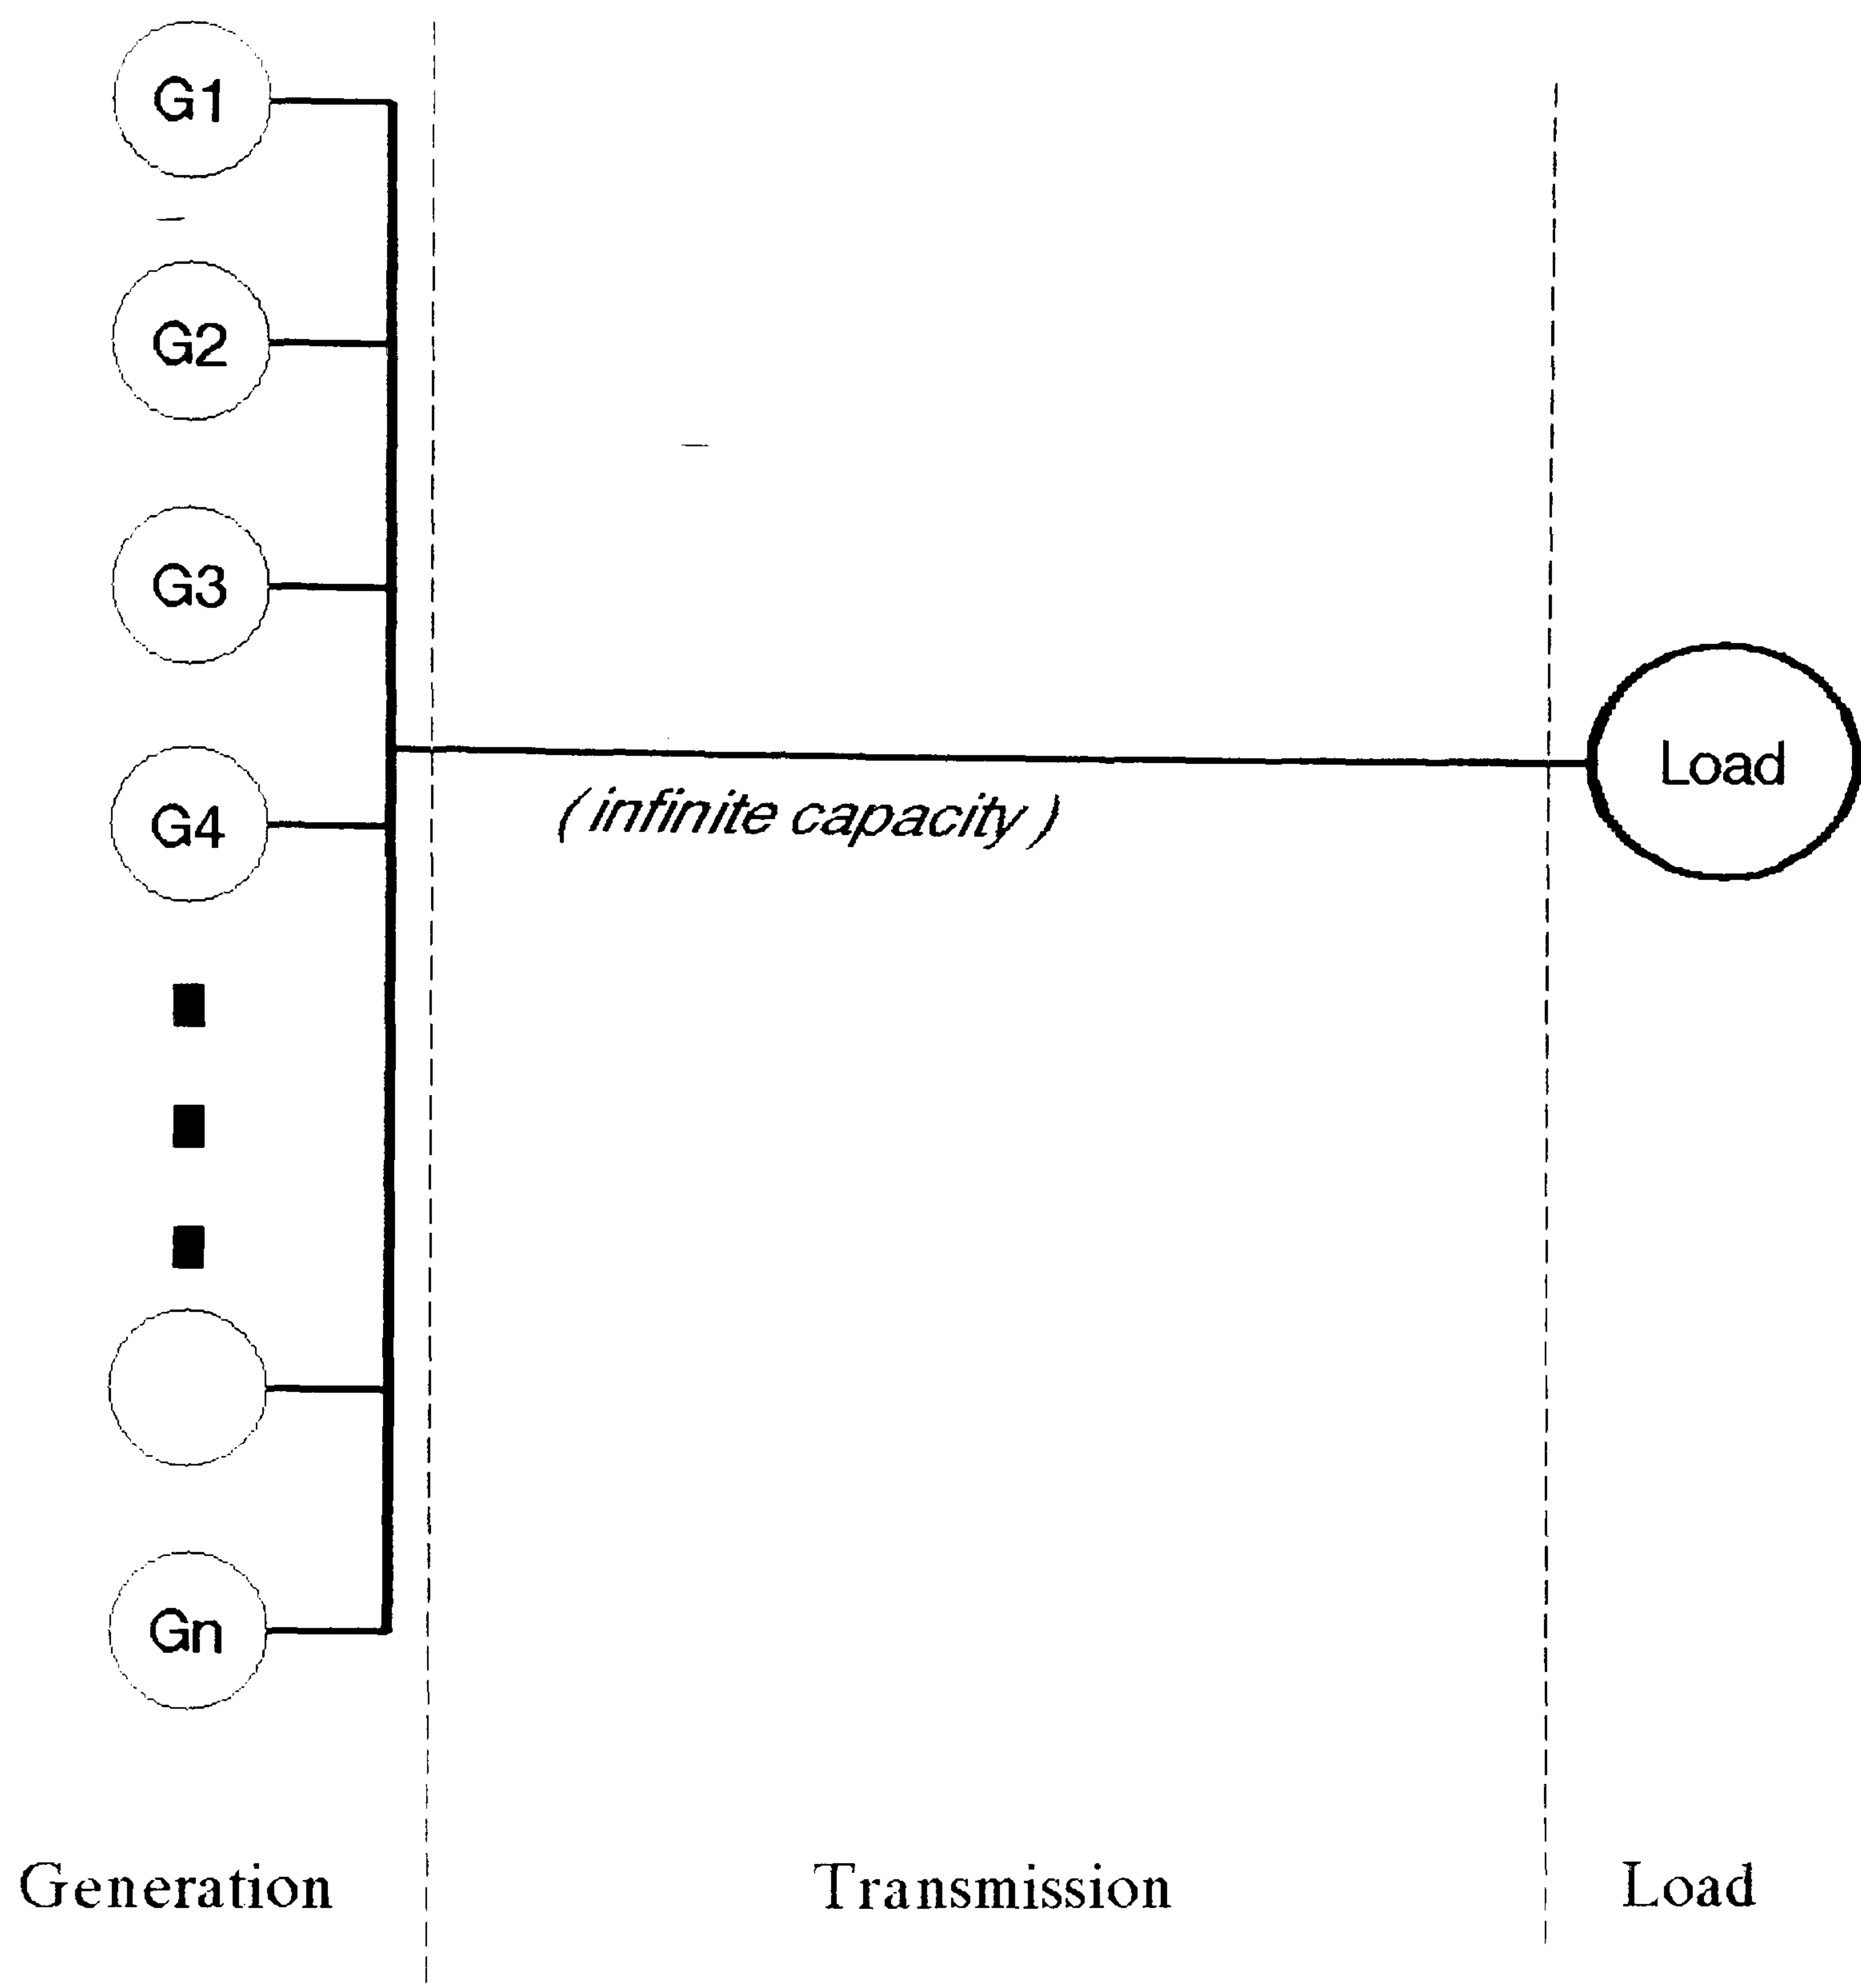 G1
G2
G3
Load
(infinite capacity)
G4
Gn
Generation Transmission Load